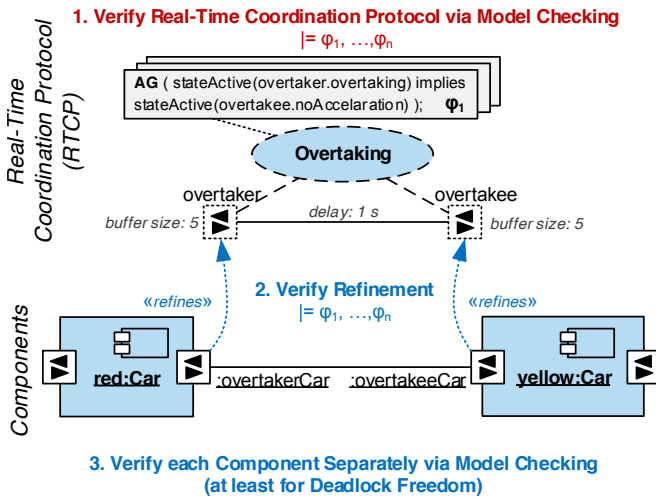 1. Verify Real-Time Coordination Protocol via Model Checking
|= φ1, …,φn
AG ( stateActive(overtaker.overtaking) implies
stateActive(overtakee.noAccelaration) ); φ1
Real-Time
Coordination Protocol
(RTCP)
Overtaking
overtaker
overtakee
buffer size: 5
delay: 1 s
buffer size: 5
«refines»
2. Verify Refinement
|= φ1, …,φn
«refines»
Components
red:Car
:overtakerCar
:overtakeeCar
yellow:Car
3. Verify each Component Separately via Model Checking
(at least for Deadlock Freedom)